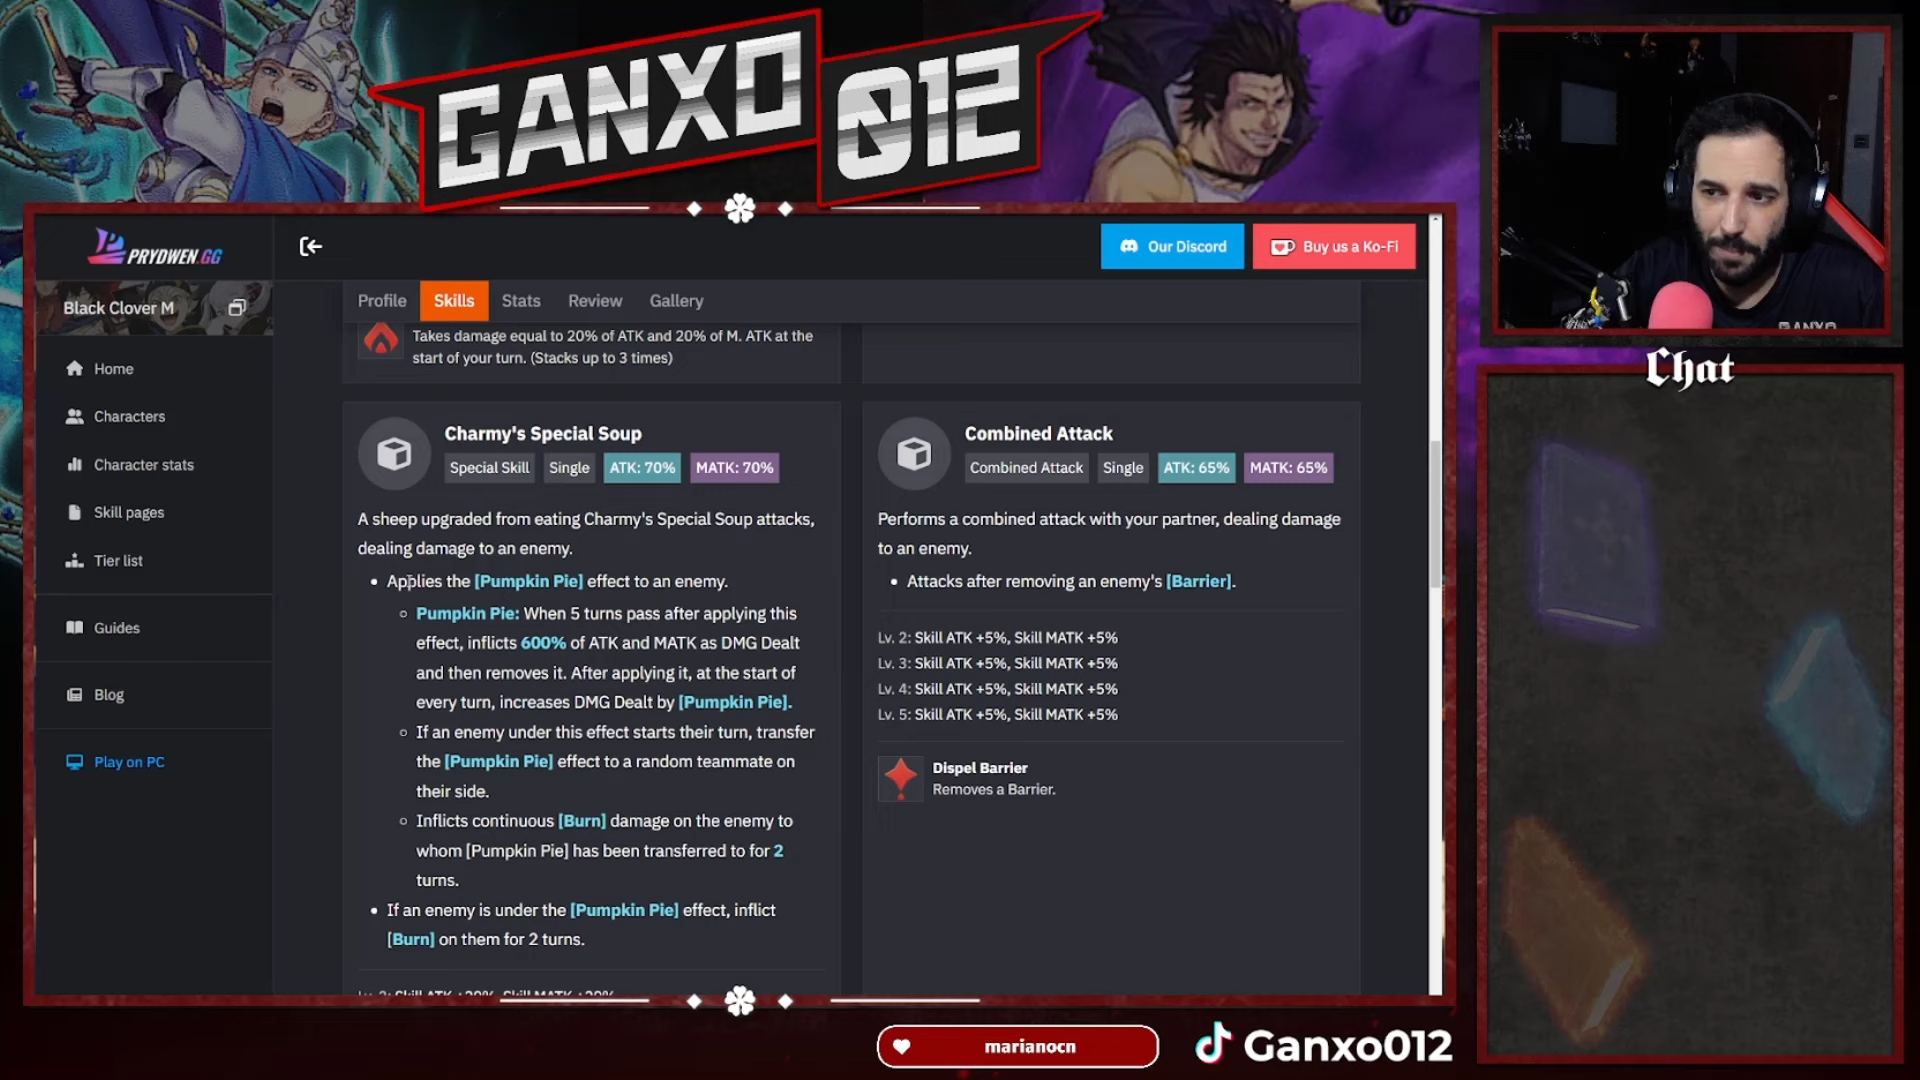 GANXO
012
PRYDWEN.GG
Our Discord
Buy us a Ko-Fi
Black Clover M
Profile
Skills
Stats
Review
Gallery
Home
Characters
Character stats
Skill pages
Tier list
Guides
Blog
Play on PC
Takes damage equal to 20% of ATK and 20% of M. ATK at the
start of your turn. (Stacks up to 3 times)
Charmy's Special Soup
Special Skill
Single
ATK: 70%
MATK: 70%
A sheep upgraded from eating Charmy's Special Soup attacks,
dealing damage to an enemy.
Applies the [Pumpkin Pie] effect to an enemy.
Pumpkin Pie: When 5 turns pass after applying this
effect, inflicts 600% of ATK and MATK as DMG Dealt
and then removes it. After applying it, at the start of
every turn, increases DMG Dealt by [Pumpkin Pie].
If an enemy under this effect starts their turn, transfer
the [Pumpkin Pie] effect to a random teammate on
their side.
Inflicts continuous [Burn] damage on the enemy to
whom [Pumpkin Pie] has been transferred to for 2
turns.
If an enemy is under the [Pumpkin Pie] effect, inflict
[Burn] on them for 2 turns.
Combined Attack
Combined Attack
Single
ATK: 65%
MATK: 65%
Performs a combined attack with your partner, dealing damage
to an enemy.
Attacks after removing an enemy's [Barrier].
Lv. 2: Skill ATK +5%, Skill MATK +5%
Lv. 3: Skill ATK +5%, Skill MATK +5%
Lv. 4: Skill ATK +5%, Skill MATK +5%
Lv. 5: Skill ATK +5%, Skill MATK +5%
Dispel Barrier
Removes a Barrier.
Chat
marianocn
Ganxo012